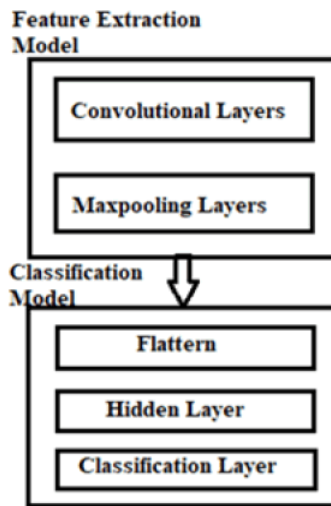 Feature Extraction
Model
Convolutional Layers
Maxpooling Layers
Classification
Model
Flattern
Hidden Layer
Classification Layer